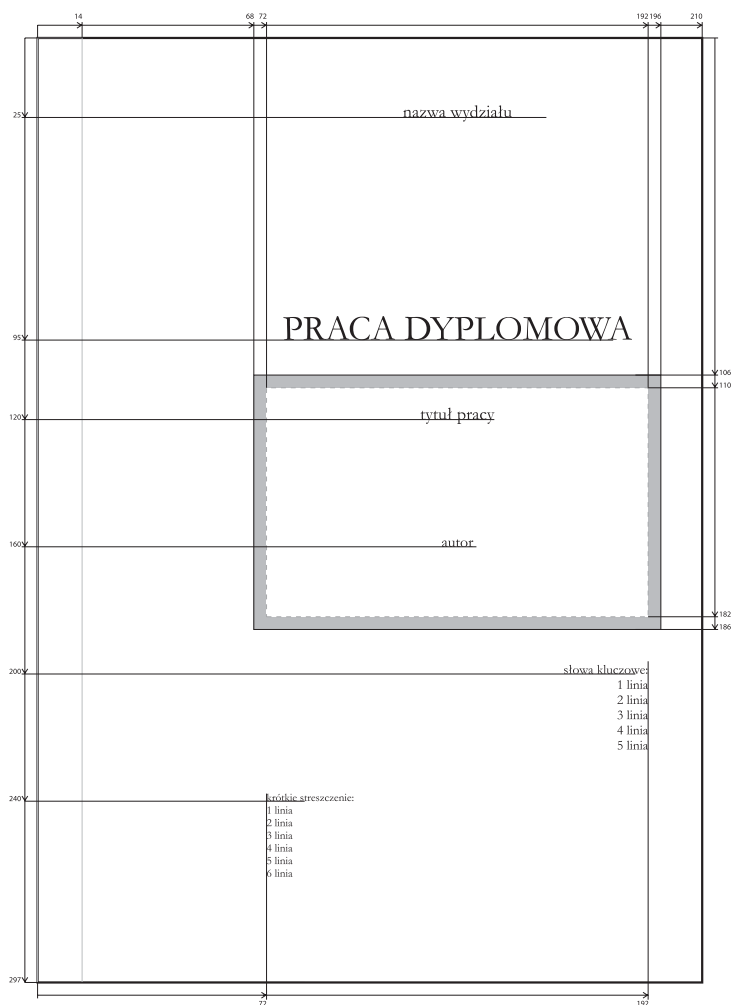 14 68 72 192 196 210
25 nazwa wydziału
95 PRACA DYPLOMOWA
106
110
120 tytuł pracy
160 autor
182
186
200 słowa kluczowe:
1 linia
2 linia
3 linia
4 linia
5 linia
240 krótkie streszczenie:
1 linia
2 linia
3 linia
4 linia
5 linia
6 linia
297
72 192